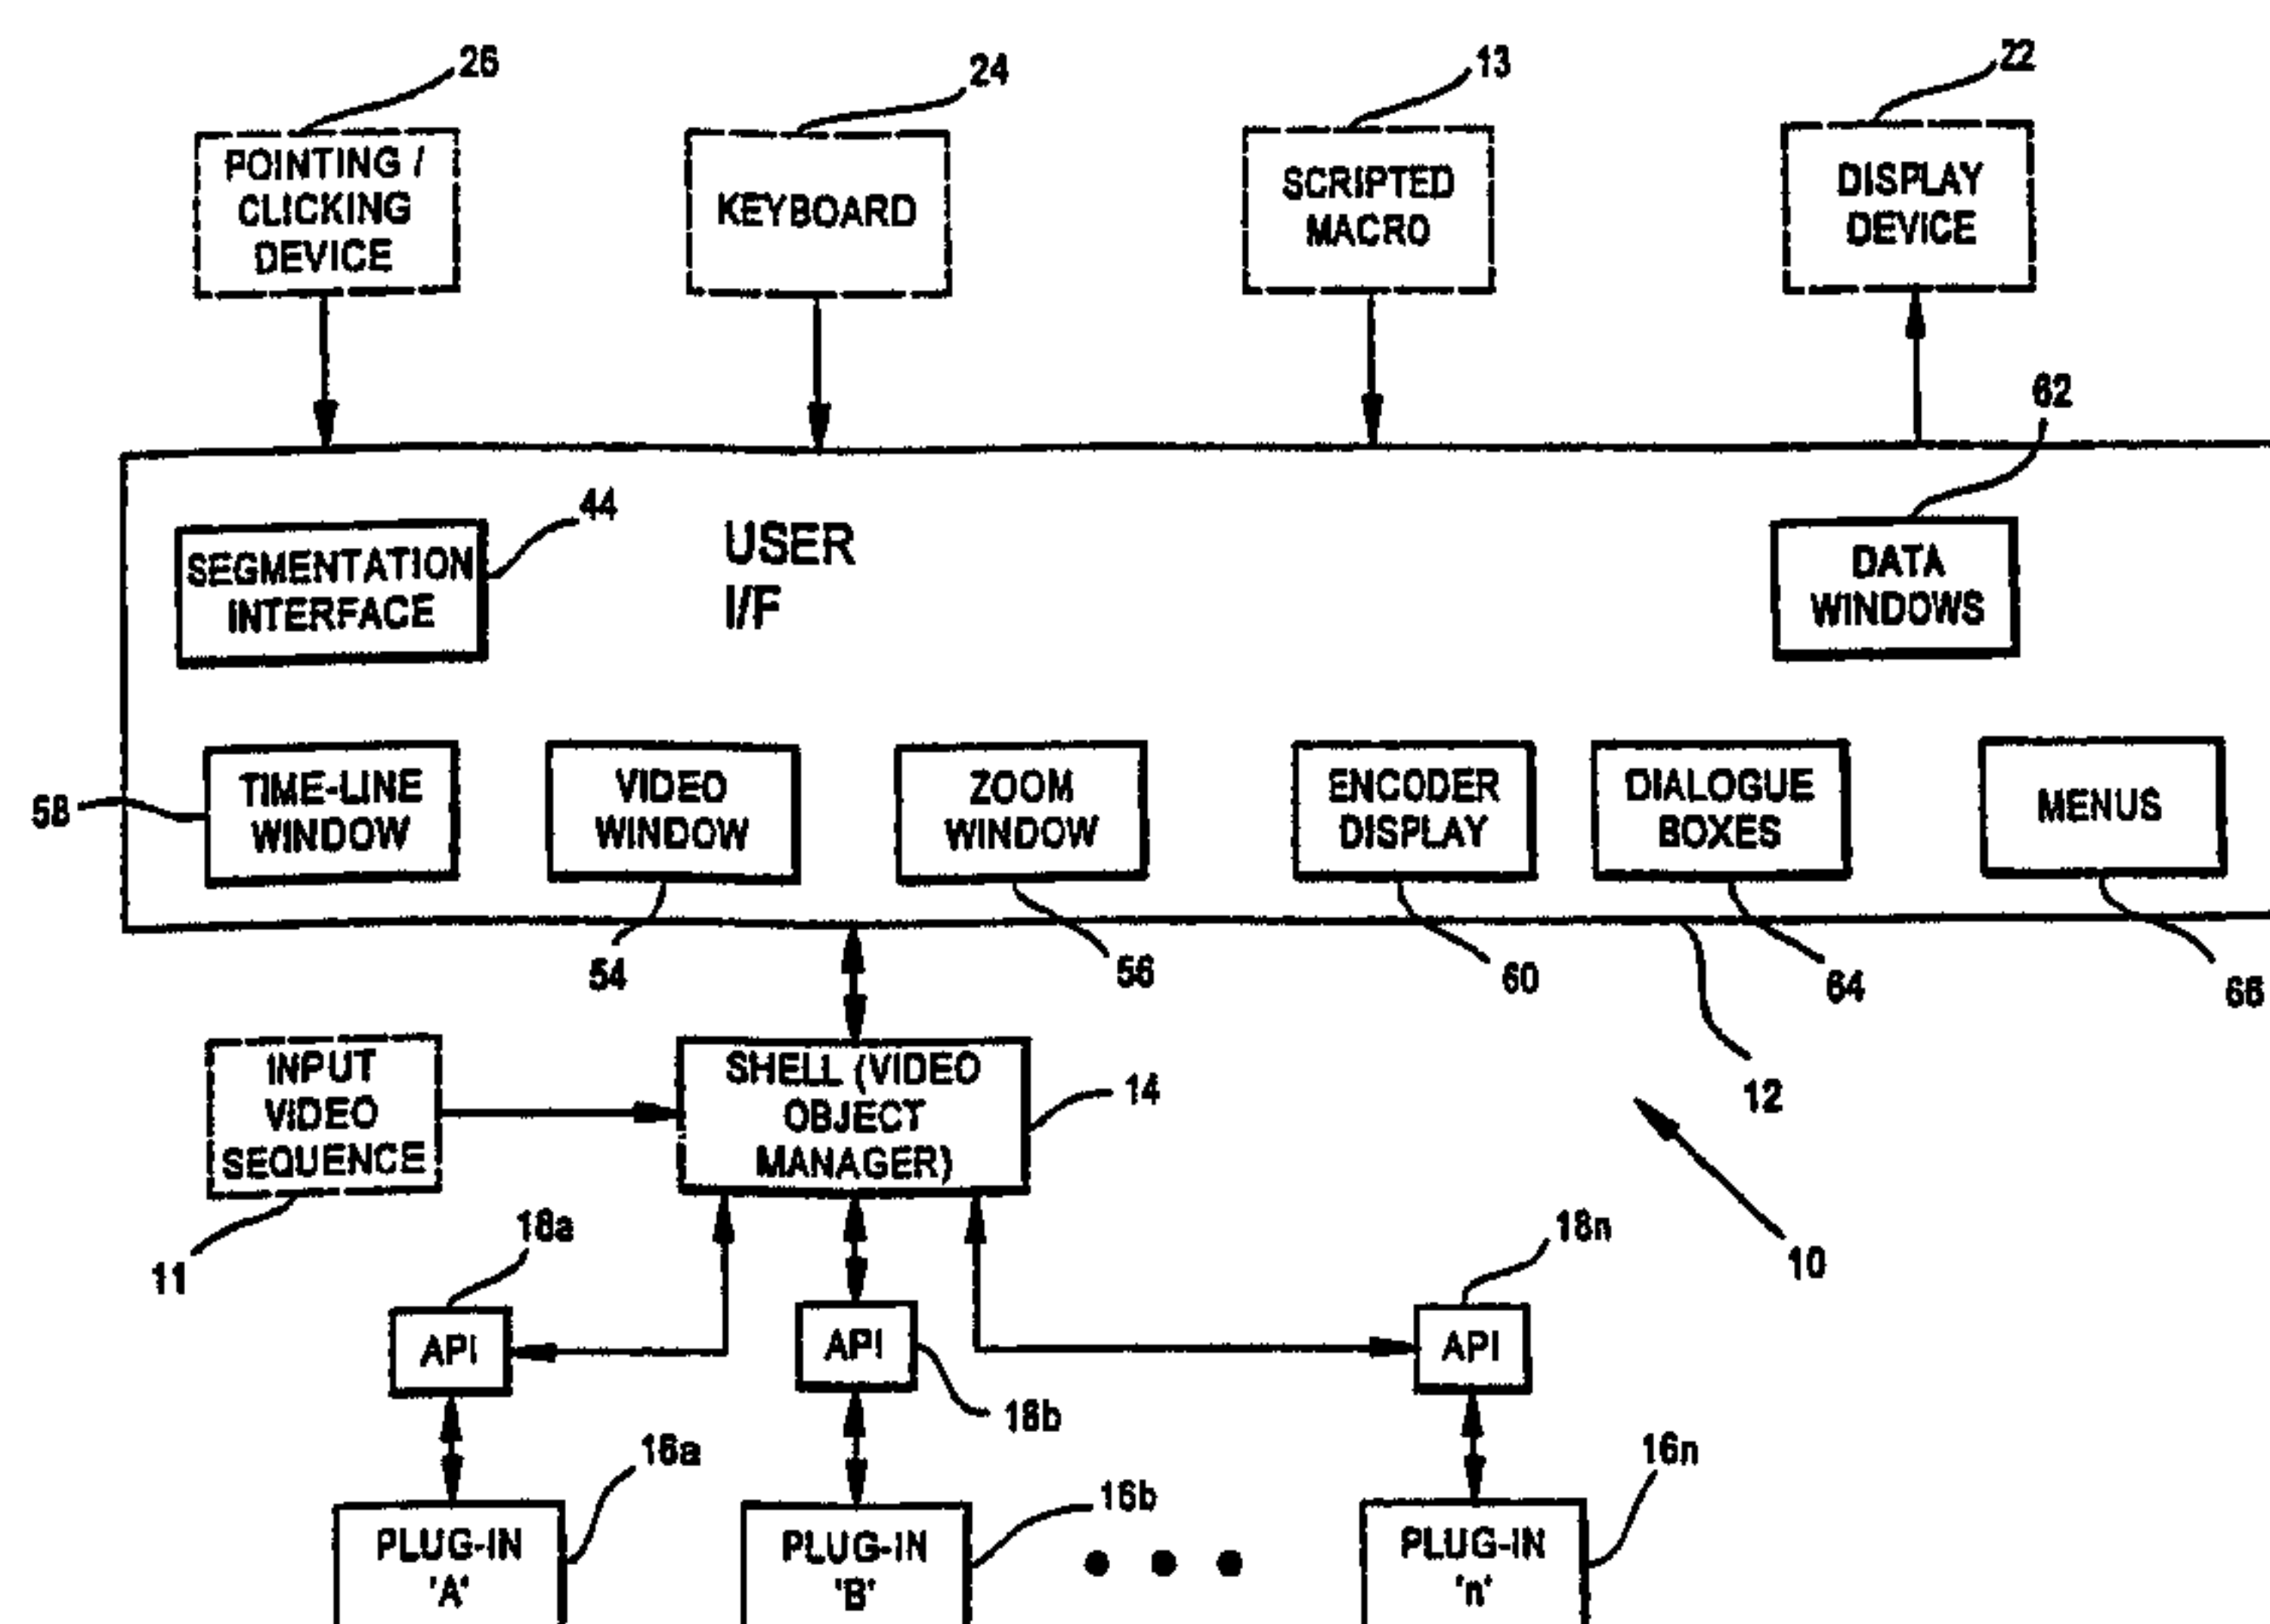 26
24
13
22
POINTING /
CLICKING
DEVICE
KEYBOARD
SCRIPTED
MACRO
DISPLAY
DEVICE
62
44
SEGMENTATION
INTERFACE
USER
I/F
DATA
WINDOWS
58
TIME-LINE
WINDOW
VIDEO
WINDOW
ZOOM
WINDOW
ENCODER
DISPLAY
DIALOGUE
BOXES
MENUS
54
56
60
64
66
12
INPUT
VIDEO
SEQUENCE
SHELL (VIDEO
OBJECT
MANAGER)
14
11
18a
18n
10
API
API
API
18b
16a
16b
16n
PLUG-IN
'A'
PLUG-IN
'B'
PLUG-IN
'n'